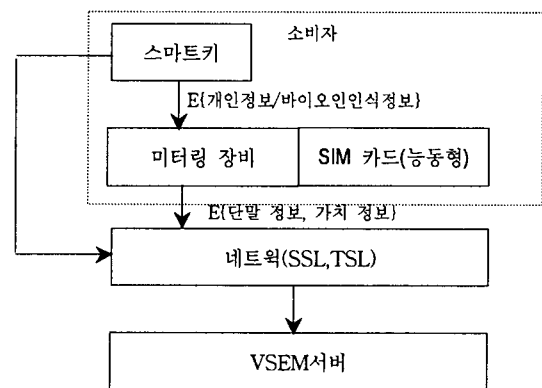 소비자
스마트키
E{개인정보/바이오인인식정보}
미터링 장비
SIM 카드(능동형)
E{단말 정보, 가치 정보}
네트웍(SSL,TSL)
VSEM서버